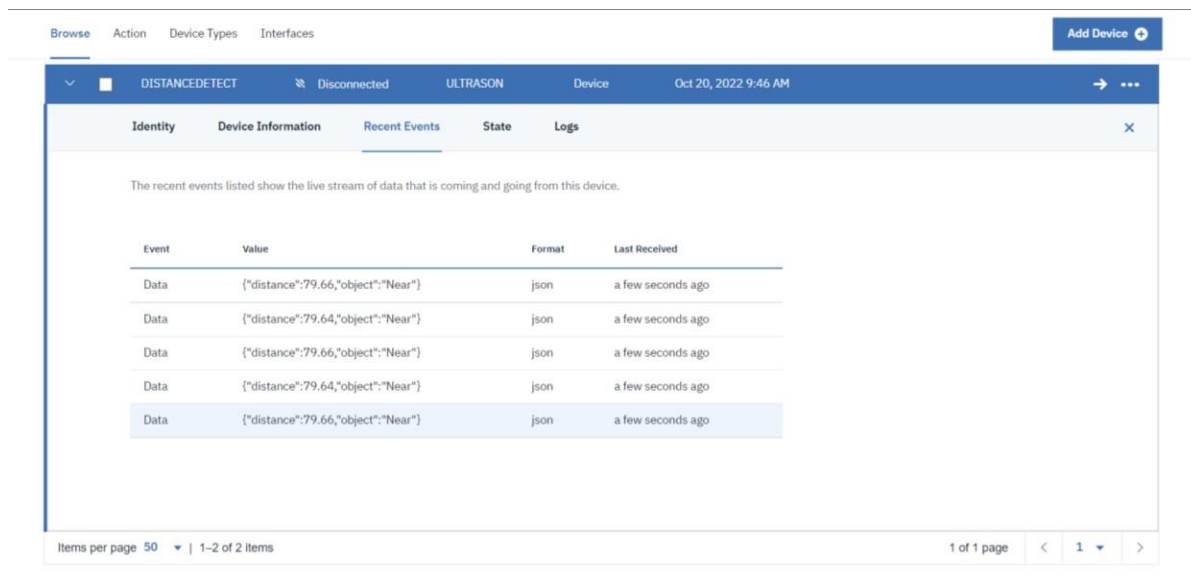 Browse Action Device Types Interfaces Add Device
DISTANCEDETECT Disconnected ULTRASON Device Oct 20, 2022 9:46 AM
Identity Device Information Recent Events State Logs
The recent events listed show the live stream of data that is coming and going from this device.
Event Value Format Last Received
Data {"distance":79.66,"object":"Near"} json a few seconds ago
Data {"distance":79.64,"object":"Near"} json a few seconds ago
Data {"distance":79.66,"object":"Near"} json a few seconds ago
Data {"distance":79.64,"object":"Near"} json a few seconds ago
Data {"distance":79.66,"object":"Near"} json a few seconds ago
Items per page 50 | 1–2 of 2 items 1 of 1 page 1